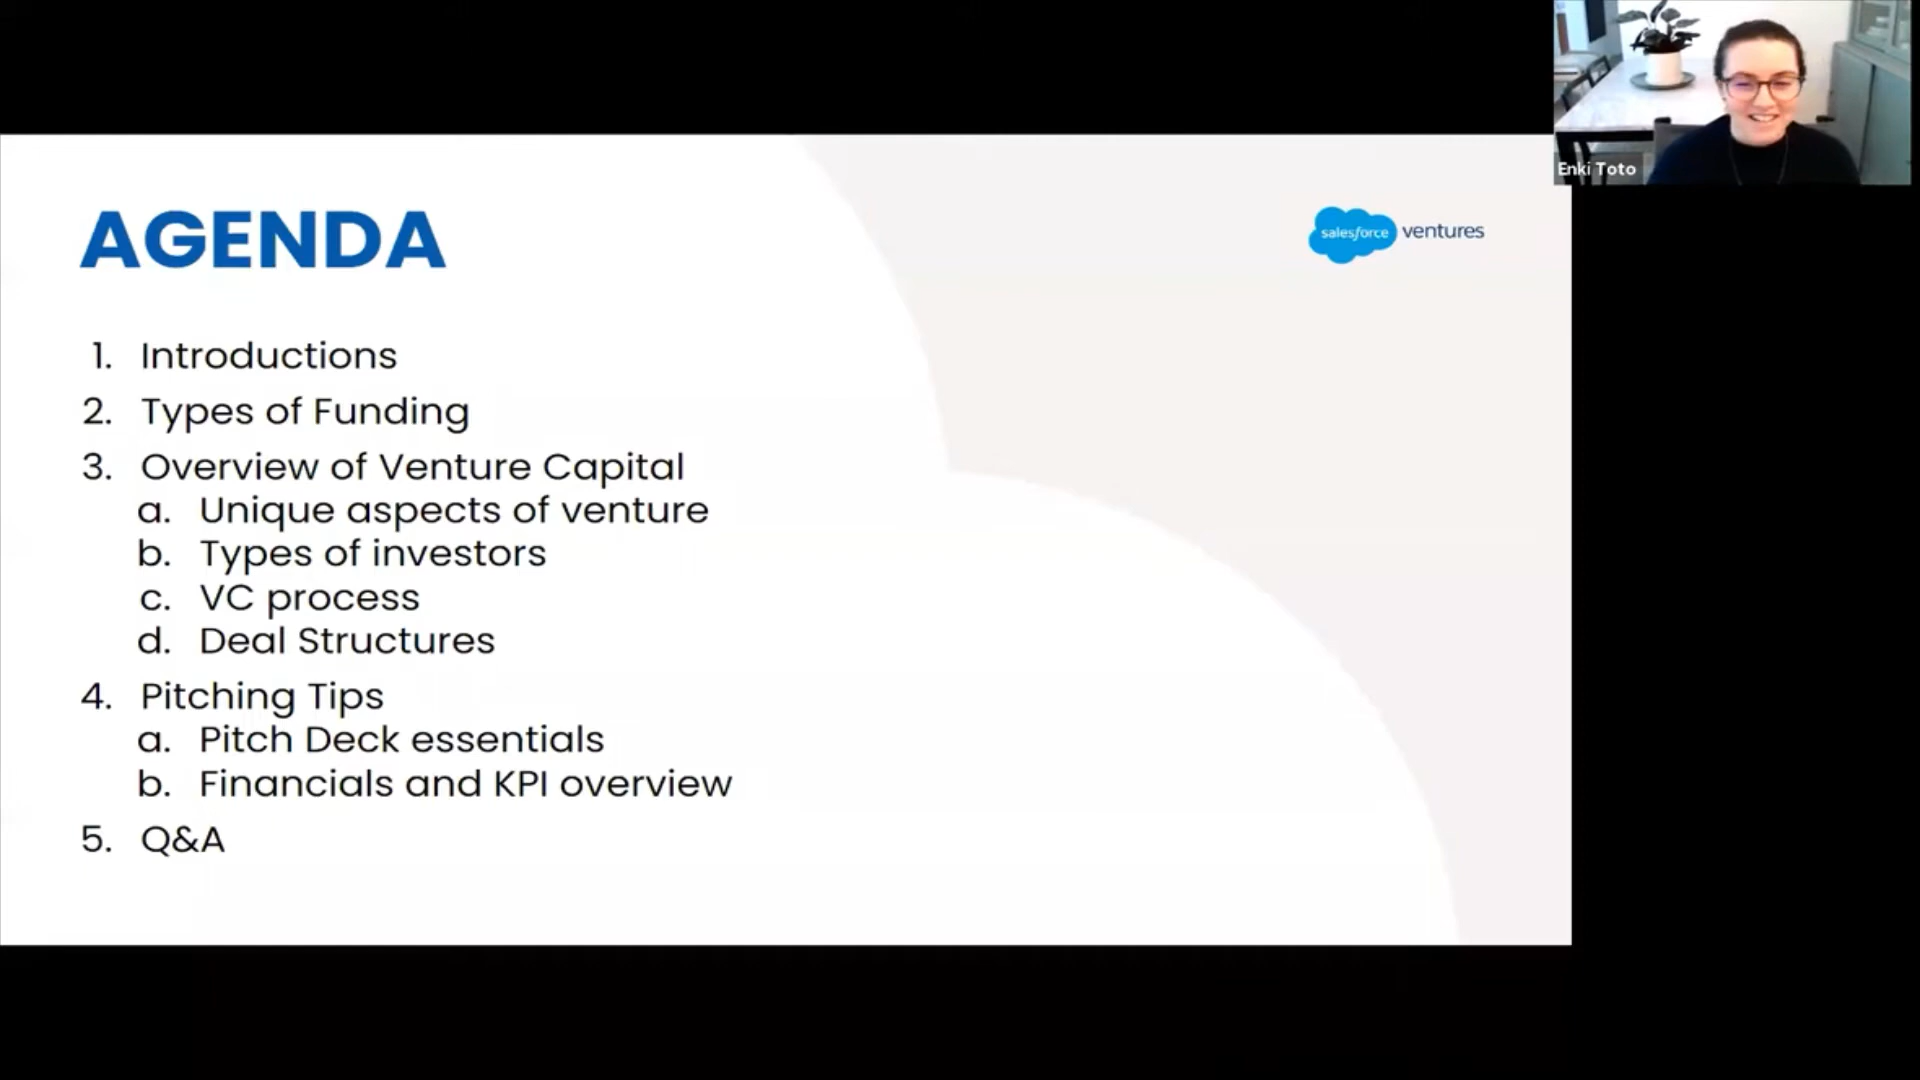 Enki Toto
AGENDA
salesforce ventures
1. Introductions
2. Types of Funding
3. Overview of Venture Capital
a. Unique aspects of venture
b. Types of investors
c. VC process
d. Deal Structures
4. Pitching Tips
a. Pitch Deck essentials
b. Financials and KPI overview
5. Q&A